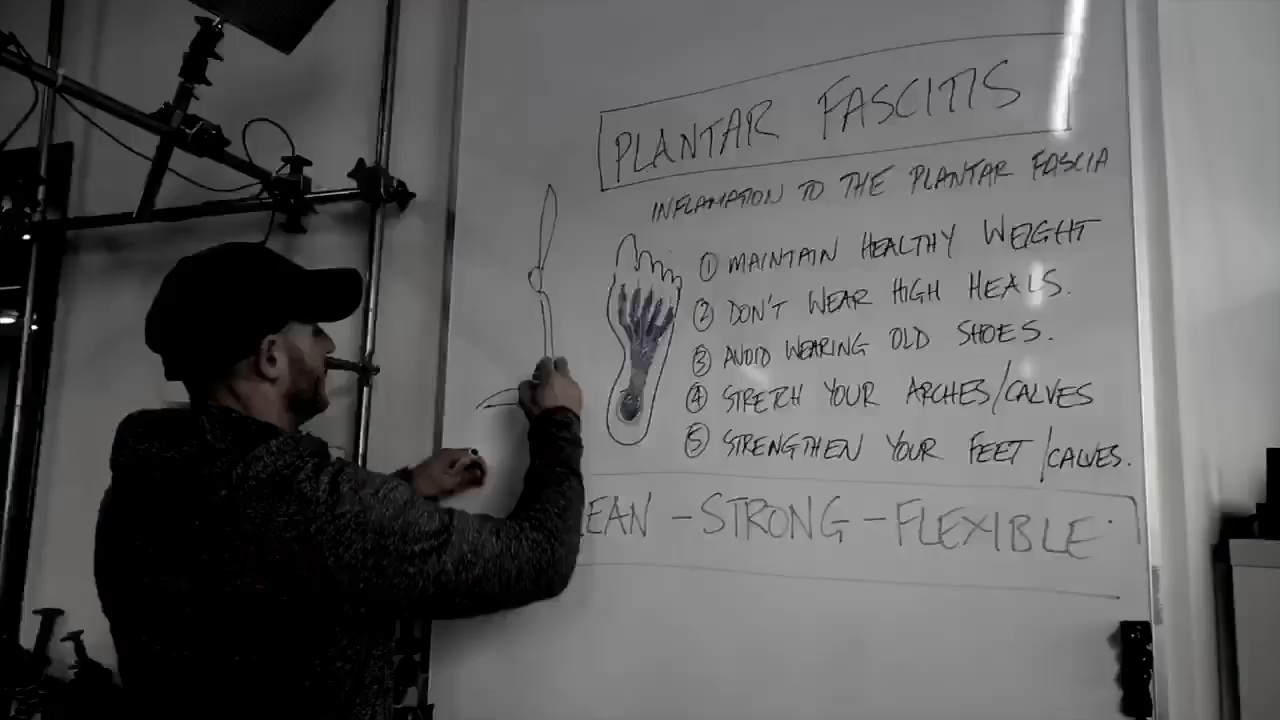 PLANTAR FASCITIS
INFLAMATION TO THE PLANTAR FASCIA
① MAINTAIN HEALTHY WEIGHT
② DON'T WEAR HIGH HEALS.
③ AVOID WEARING OLD SHOES.
④ STRETCH YOUR ARCHES/CALVES
⑤ STRENGTHEN YOUR FEET/CALVES.
EAN - STRONG - FLEXIBLE